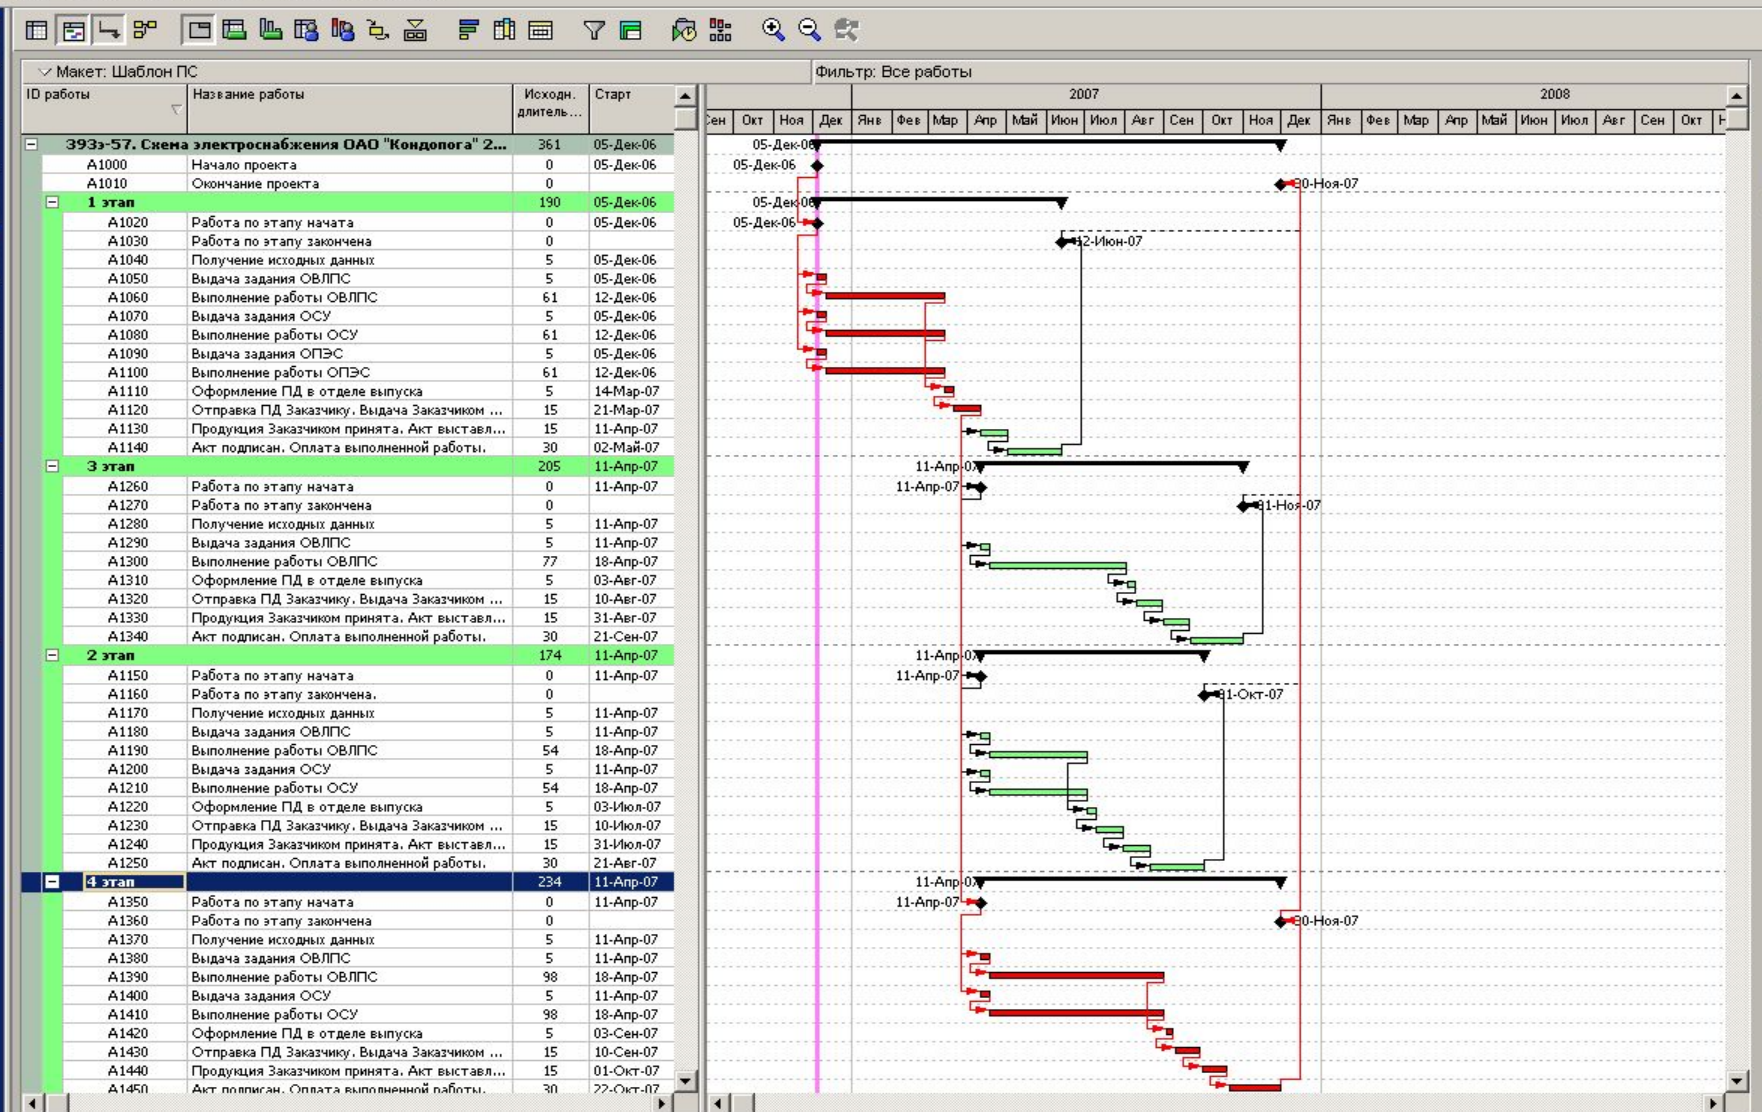 Макет: Шаблон ПС
Фильтр: Все работы
ID работы Название работы Исходн. длитель... Старт
2007 2008
Окт Ноя Дек Янв Фев Мар Апр Май Июн Июл Авг Сен Окт Ноя Дек Янв Фев Мар Апр Май Июн Июл Авг Сен Окт
393э-57. Схема электроснабжения ОАО "Кондопога" 2... 361 05-Дек-06 05-Дек-06
A1000 Начало проекта 0 05-Дек-06 05-Дек-06
A1010 Окончание проекта 0 30-Ноя-07
1 этап 190 05-Дек-06 05-Дек-06
A1020 Работа по этапу начата 0 05-Дек-06 05-Дек-06
A1030 Работа по этапу закончена 0 12-Июн-07
A1040 Получение исходных данных 5 05-Дек-06
A1050 Выдача задания ОВЛПС 5 05-Дек-06
A1060 Выполнение работы ОВЛПС 61 12-Дек-06
A1070 Выдача задания ОСУ 5 05-Дек-06
A1080 Выполнение работы ОСУ 61 12-Дек-06
A1090 Выдача задания ОПЭС 5 05-Дек-06
A1100 Выполнение работы ОПЭС 61 12-Дек-06
A1110 Оформление ПД в отделе выпуска 5 14-Мар-07
A1120 Отправка ПД Заказчику. Выдача Заказчиком ... 15 21-Мар-07
A1130 Продукция Заказчиком принята. Акт выставл... 15 11-Апр-07
A1140 Акт подписан. Оплата выполненной работы. 30 02-Май-07
3 этап 205 11-Апр-07 11-Апр-07
A1260 Работа по этапу начата 0 11-Апр-07 11-Апр-07
A1270 Работа по этапу закончена 0 01-Ноя-07
A1280 Получение исходных данных 5 11-Апр-07
A1290 Выдача задания ОВЛПС 5 11-Апр-07
A1300 Выполнение работы ОВЛПС 77 18-Апр-07
A1310 Оформление ПД в отделе выпуска 5 03-Авг-07
A1320 Отправка ПД Заказчику. Выдача Заказчиком ... 15 10-Авг-07
A1330 Продукция Заказчиком принята. Акт выставл... 15 31-Авг-07
A1340 Акт подписан. Оплата выполненной работы. 30 21-Сен-07
2 этап 174 11-Апр-07 11-Апр-07
A1150 Работа по этапу начата 0 11-Апр-07 11-Апр-07
A1160 Работа по этапу закончена. 0 01-Окт-07
A1170 Получение исходных данных 5 11-Апр-07
A1180 Выдача задания ОВЛПС 5 11-Апр-07
A1190 Выполнение работы ОВЛПС 54 18-Апр-07
A1200 Выдача задания ОСУ 5 11-Апр-07
A1210 Выполнение работы ОСУ 54 18-Апр-07
A1220 Оформление ПД в отделе выпуска 5 03-Июл-07
A1230 Отправка ПД Заказчику. Выдача Заказчиком ... 15 10-Июл-07
A1240 Продукция Заказчиком принята. Акт выставл... 15 31-Июл-07
A1250 Акт подписан. Оплата выполненной работы. 30 21-Авг-07
4 этап 234 11-Апр-07 11-Апр-07
A1350 Работа по этапу начата 0 11-Апр-07 11-Апр-07
A1360 Работа по этапу закончена 0 30-Ноя-07
A1370 Получение исходных данных 5 11-Апр-07
A1380 Выдача задания ОВЛПС 5 11-Апр-07
A1390 Выполнение работы ОВЛПС 98 18-Апр-07
A1400 Выдача задания ОСУ 5 11-Апр-07
A1410 Выполнение работы ОСУ 98 18-Апр-07
A1420 Оформление ПД в отделе выпуска 5 03-Сен-07
A1430 Отправка ПД Заказчику. Выдача Заказчиком ... 15 10-Сен-07
A1440 Продукция Заказчиком принята. Акт выставл... 15 01-Окт-07
A1450 Акт подписан. Оплата выполненной работы. 30 22-Окт-07